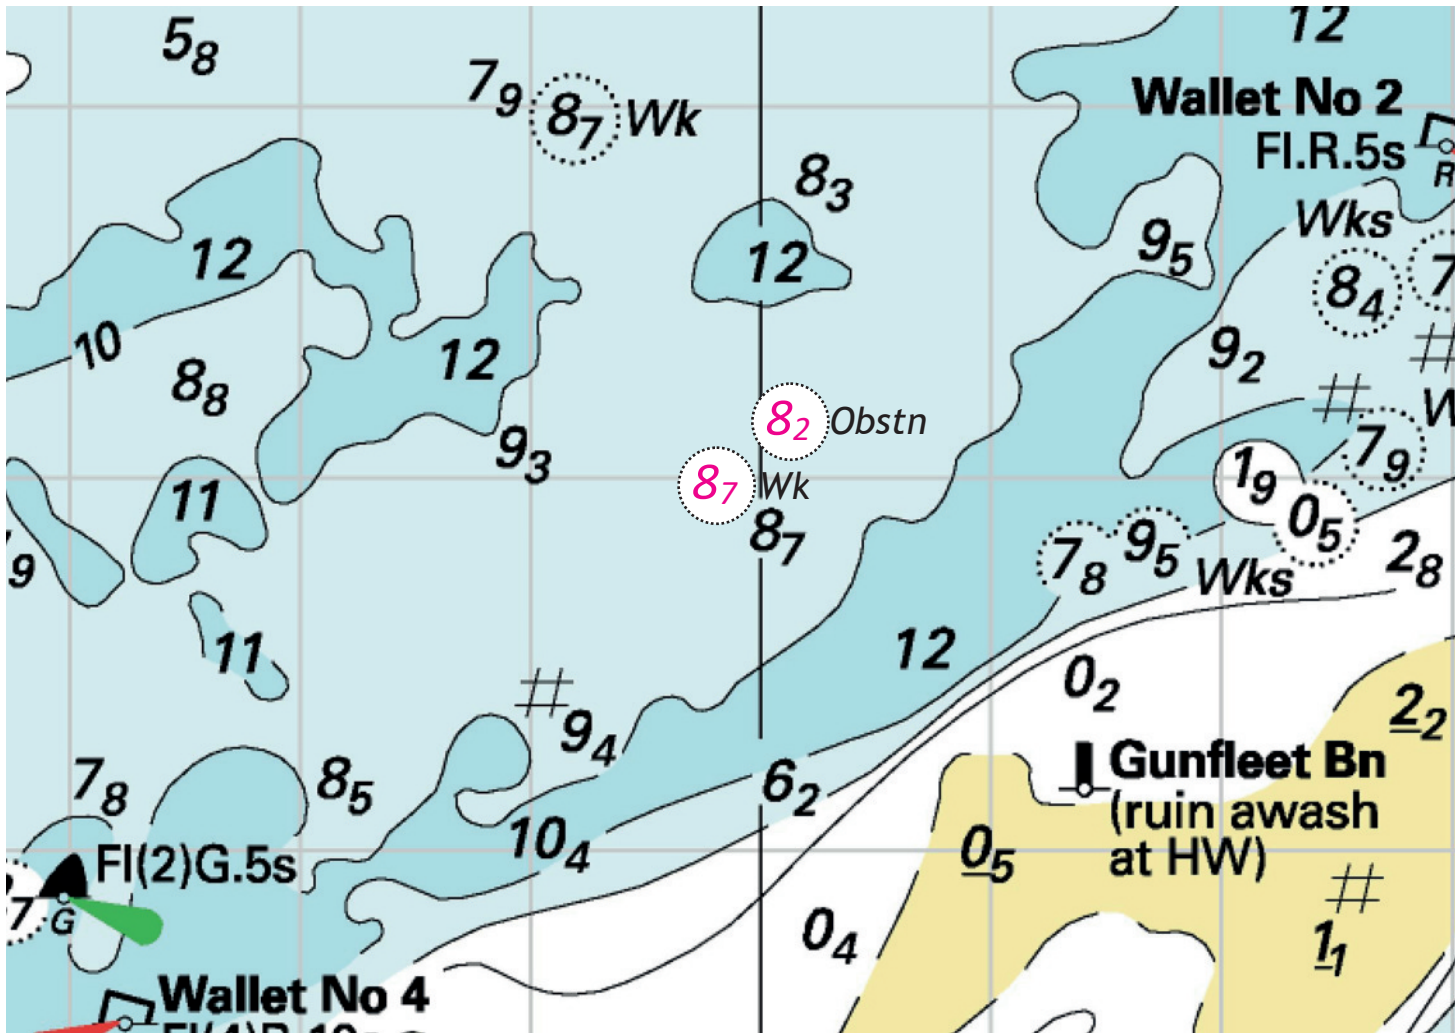 12
5₈
7₉
8₇ Wk
Wallet No 2
Fl.R.5s
R
8₃
Wks
12
12
9₅
8₄
7
10
12
9₂
8₈
8₂ Obstn
9₃
7₉
8₇ Wk
1₉
11
0₅
8₇
9₅
7₈
2₈
9
Wks
11
12
0₂
2₂
9₄
Gunfleet Bn
(ruin awash
at HW)
7₈
8₅
6₂
10₄
0₅
Fl(2)G.5s
7
G
0₄
1₁
Wallet No 4